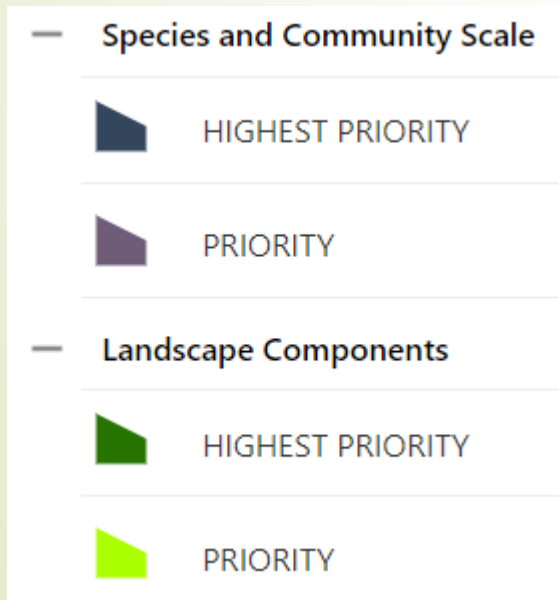 Species and Community Scale
HIGHEST PRIORITY
PRIORITY
Landscape Components
HIGHEST PRIORITY
PRIORITY